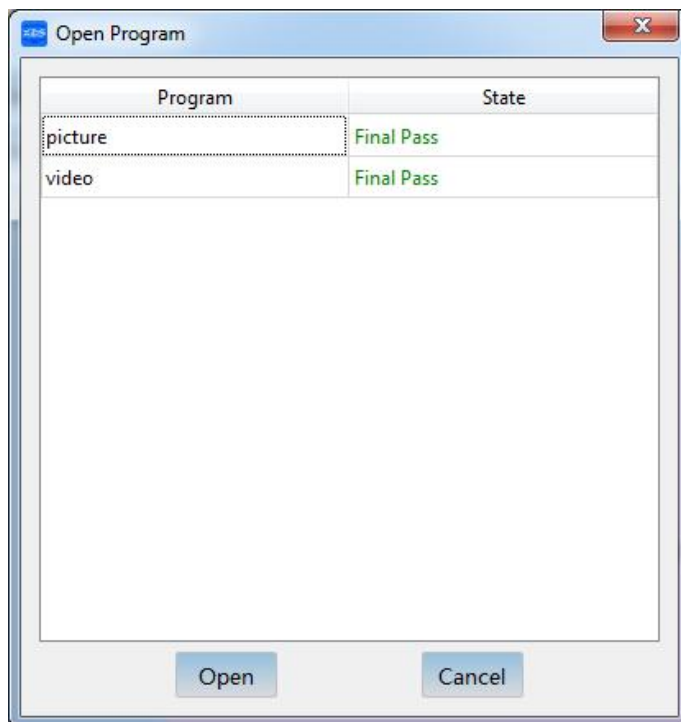 Open Program
Program State
picture Final Pass
video Final Pass
Open Cancel